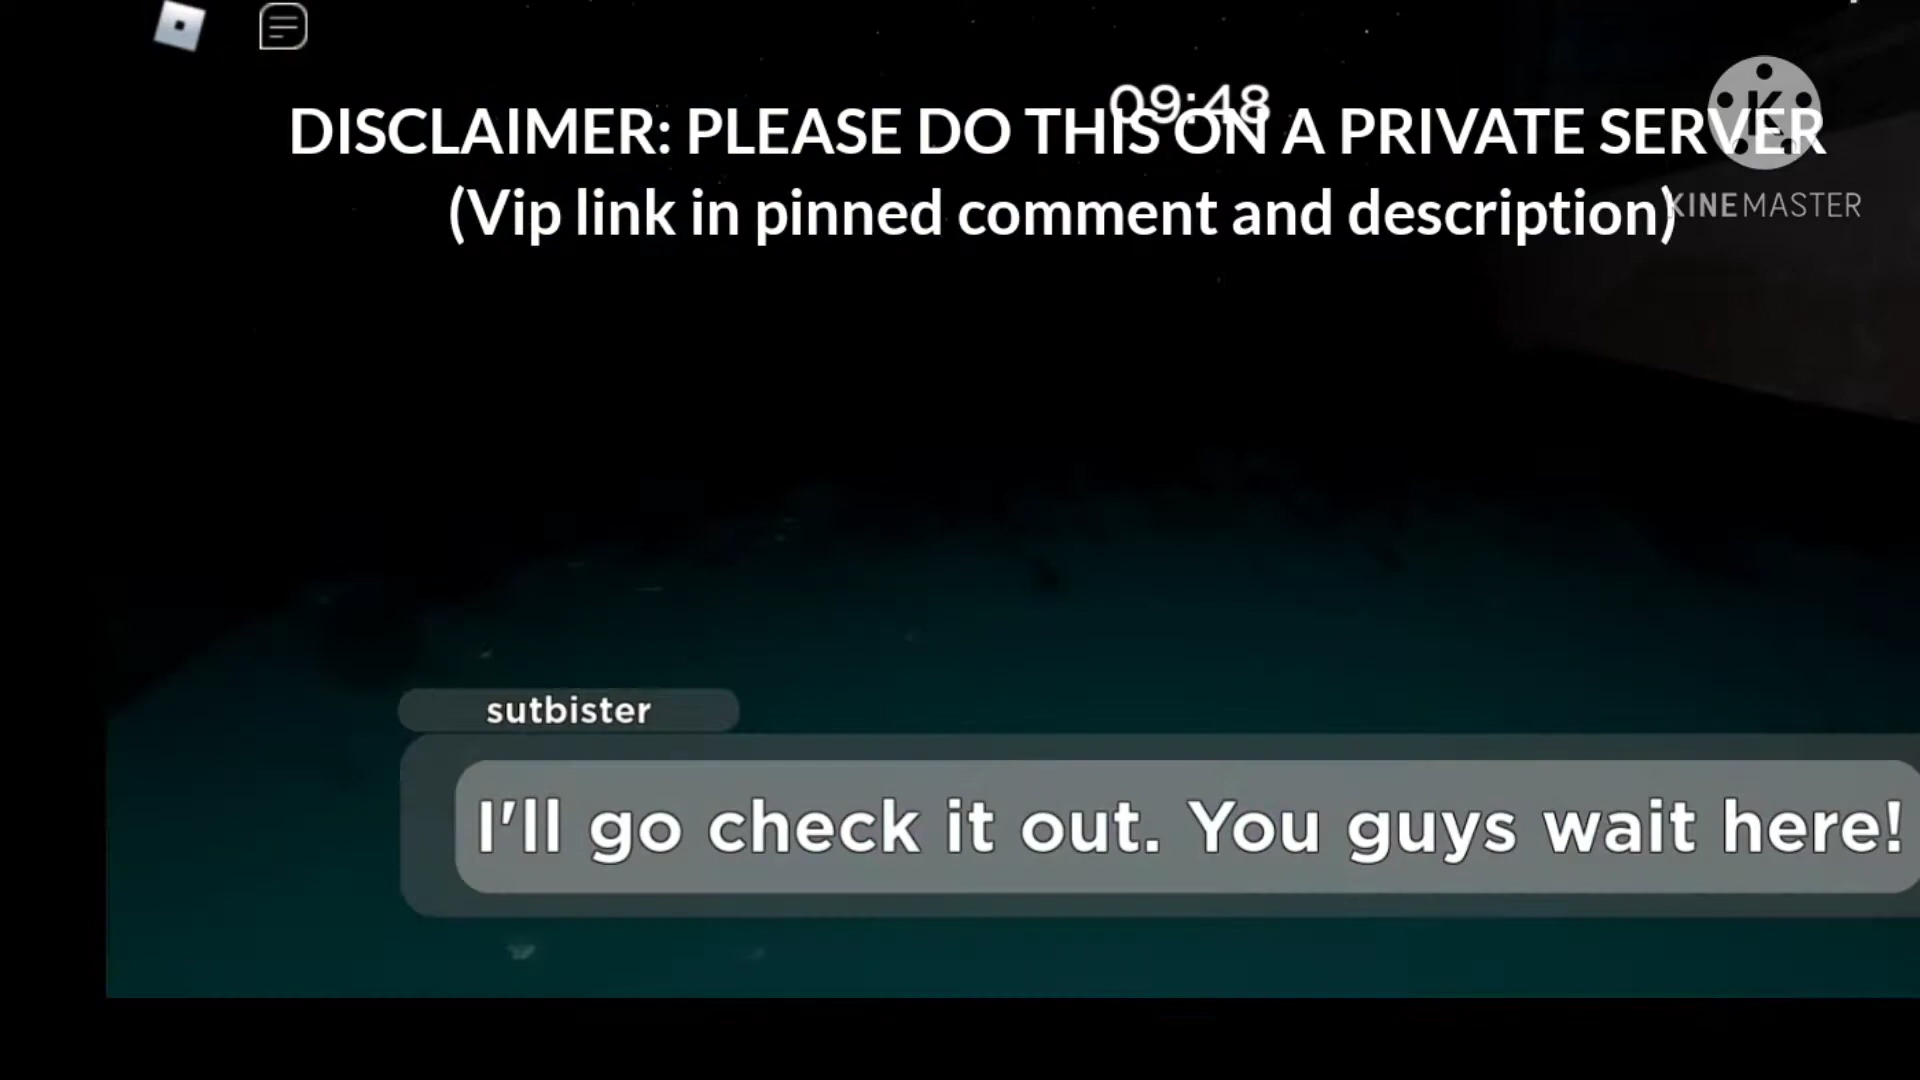 09:48
DISCLAIMER: PLEASE DO THIS ON A PRIVATE SERVER
(Vip link in pinned comment and description)
KINEMASTER
sutbister
I'll go check it out. You guys wait here!